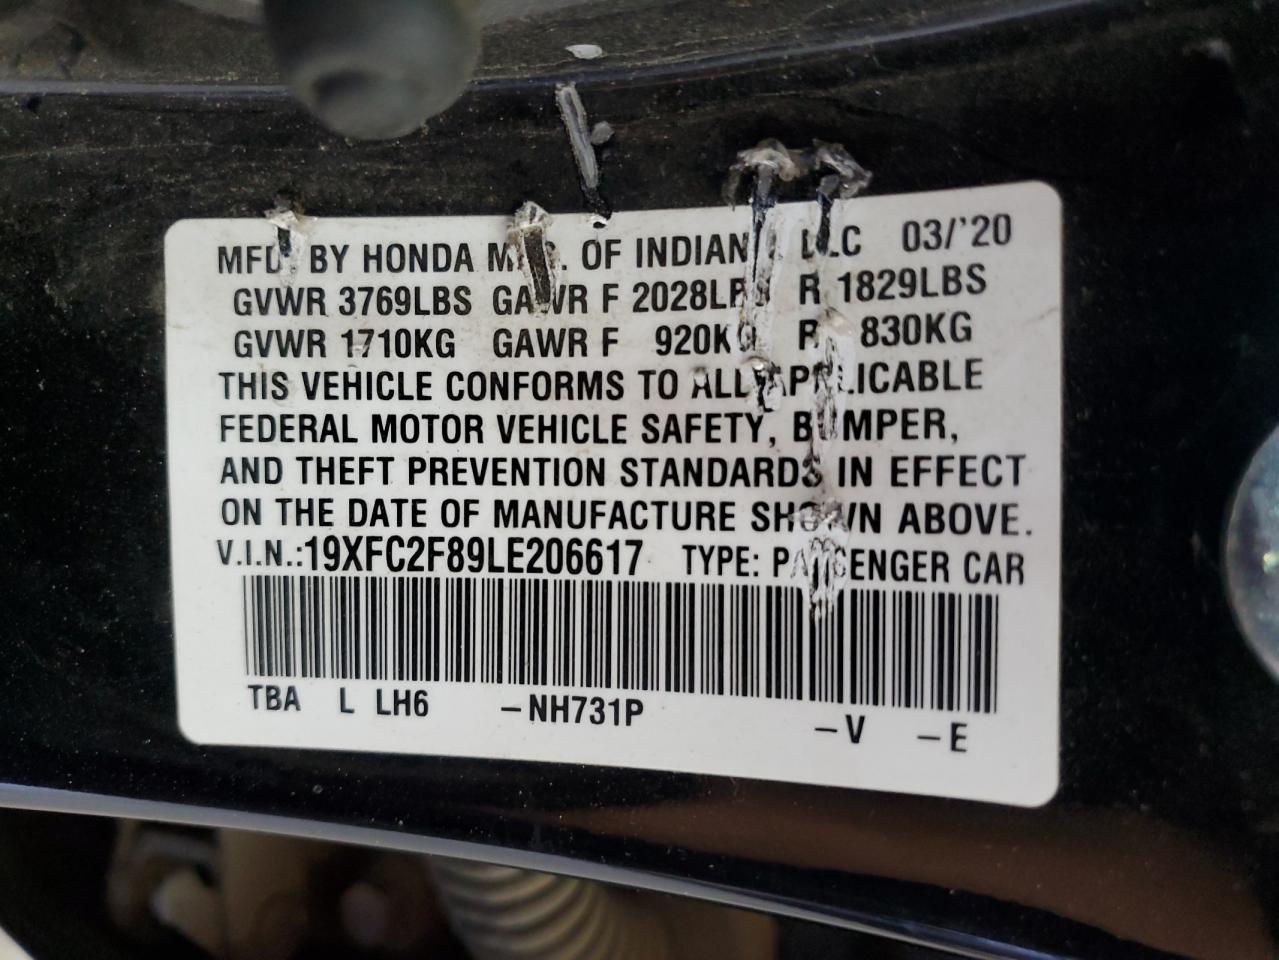 MFD. BY HONDA MFG. OF INDIANA, LLC 03/'20
GVWR 3769LBS GAWR F 2028LBS R 1829LBS
GVWR 1710KG GAWR F 920KG R 830KG
THIS VEHICLE CONFORMS TO ALL APPLICABLE
FEDERAL MOTOR VEHICLE SAFETY, BUMPER,
AND THEFT PREVENTION STANDARDS IN EFFECT
ON THE DATE OF MANUFACTURE SHOWN ABOVE.
V.I.N.:19XFC2F89LE206617 TYPE: PASSENGER CAR
TBA L LH6 –NH731P –V –E